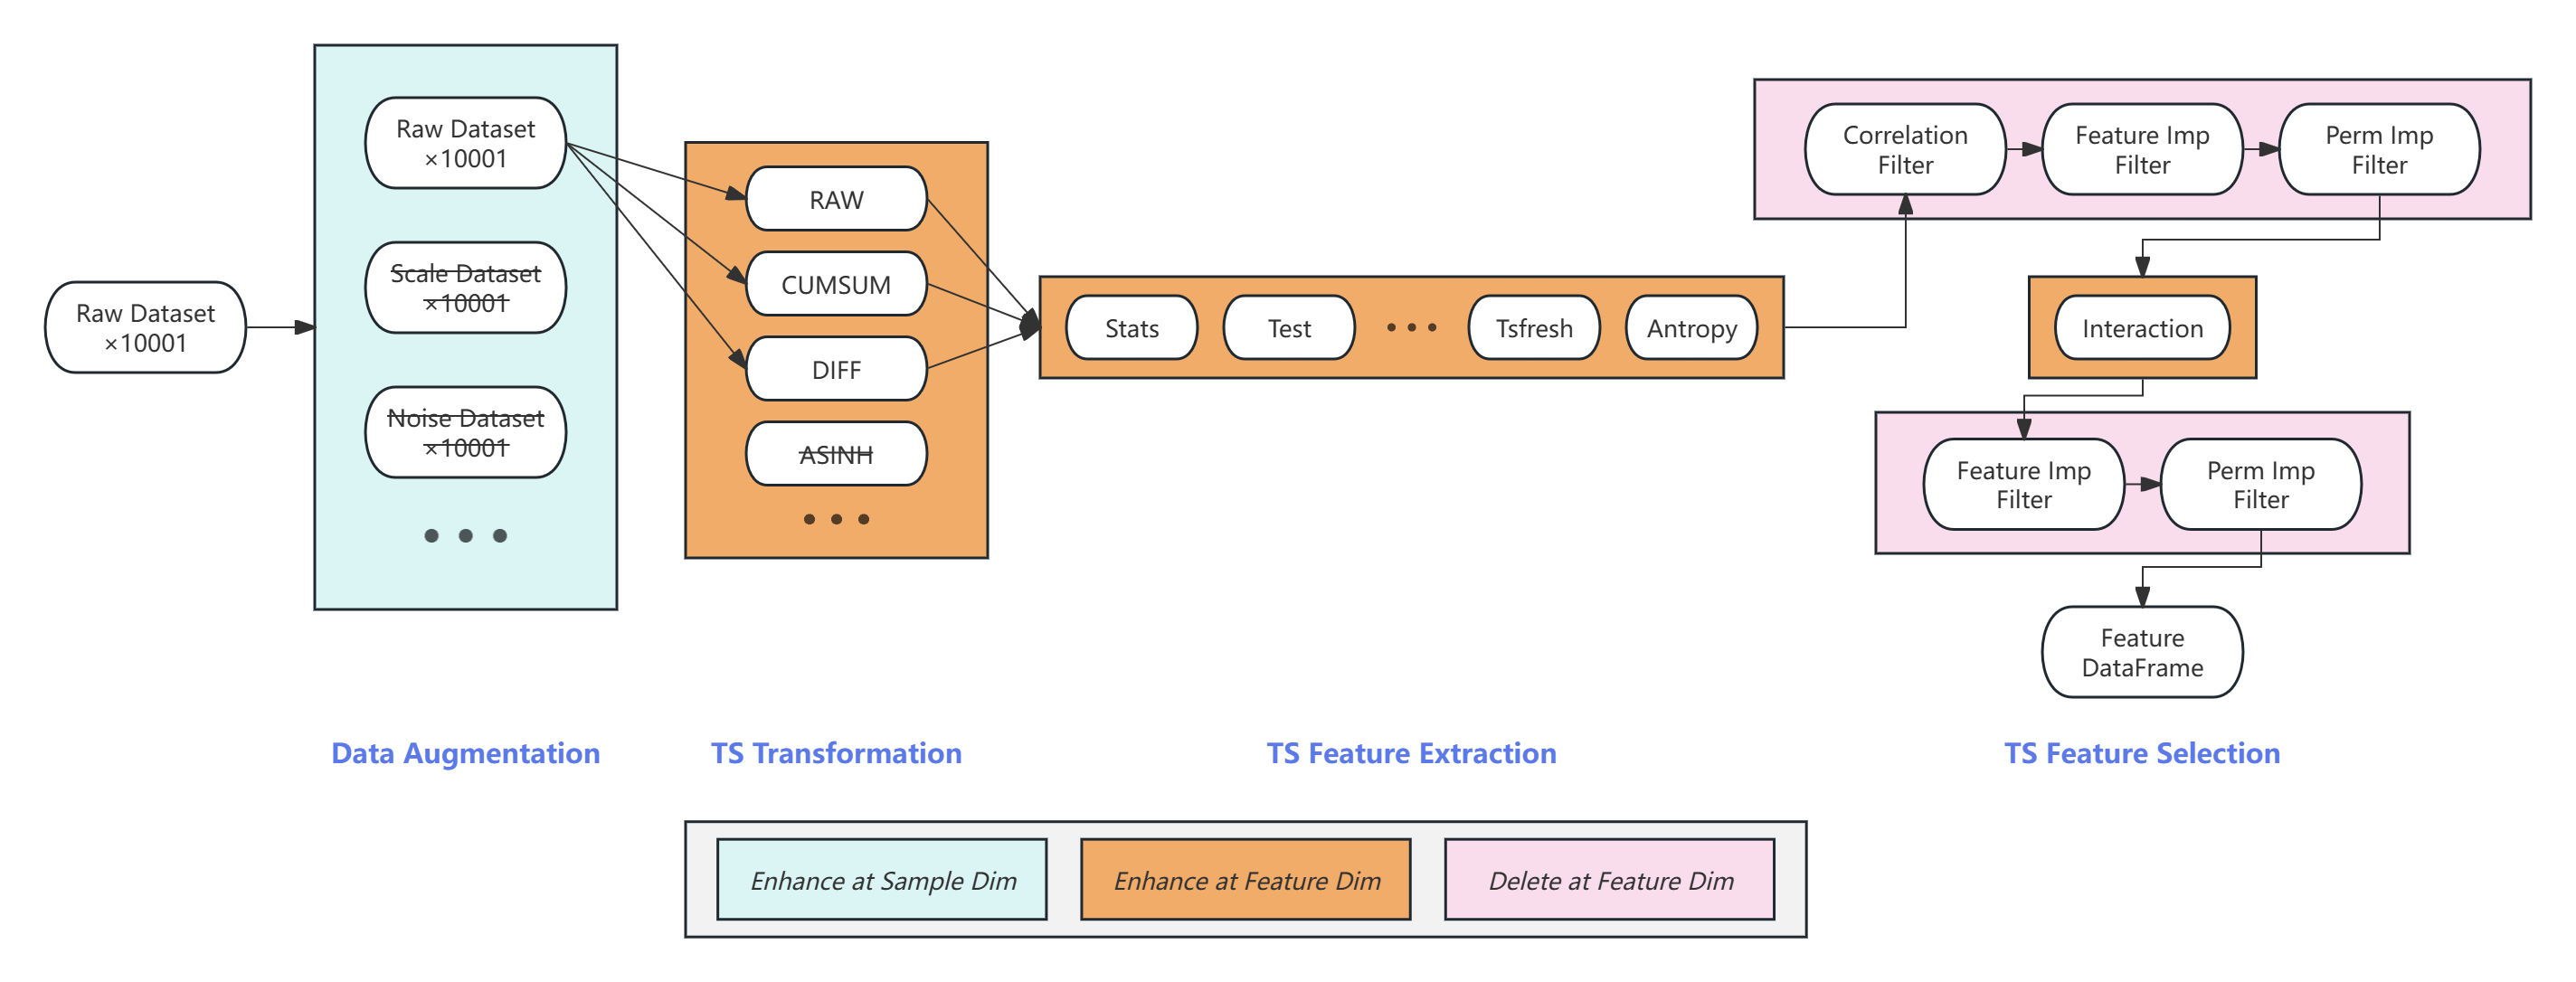 Raw Dataset
×10001
Raw Dataset
×10001
Scale Dataset
×10001
Noise Dataset
×10001
RAW
CUMSUM
DIFF
ASINH
Stats
Test
Tsfresh
Antropy
Correlation
Filter
Feature Imp
Filter
Perm Imp
Filter
Interaction
Feature Imp
Filter
Perm Imp
Filter
Feature
DataFrame
Data Augmentation
TS Transformation
TS Feature Extraction
TS Feature Selection
Enhance at Sample Dim
Enhance at Feature Dim
Delete at Feature Dim